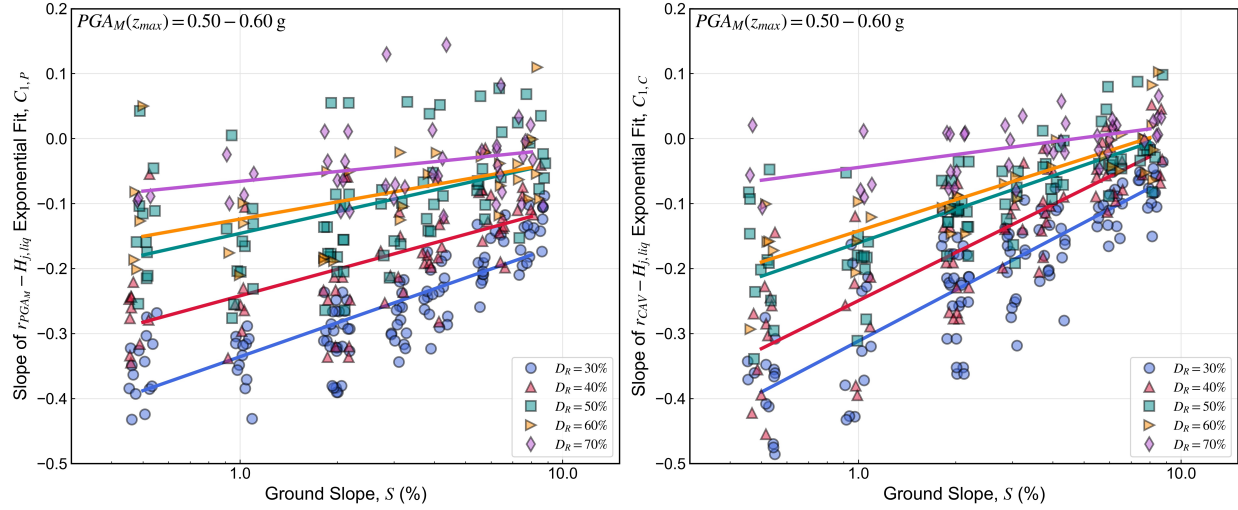 PGA_M(z_max) = 0.50 − 0.60 g
Slope of r_PGA_M − H_j,liq Exponential Fit, C_1,P
0.2
0.1
0.0
−0.1
−0.2
−0.3
−0.4
−0.5
1.0
10.0
Ground Slope, S (%)
D_R = 30%
D_R = 40%
D_R = 50%
D_R = 60%
D_R = 70%
PGA_M(z_max) = 0.50 − 0.60 g
Slope of r_CAV − H_j,liq Exponential Fit, C_1,C
0.2
0.1
0.0
−0.1
−0.2
−0.3
−0.4
−0.5
1.0
10.0
Ground Slope, S (%)
D_R = 30%
D_R = 40%
D_R = 50%
D_R = 60%
D_R = 70%